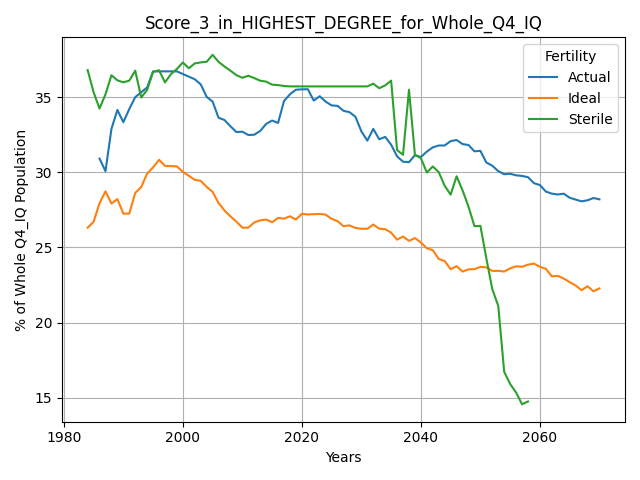 Score_3_in_HIGHEST_DEGREE_for_Whole_Q4_IQ
Fertility
Actual
Ideal
Sterile
% of Whole Q4_IQ Population
35
30
25
20
15
1980
2000
2020
2040
2060
Years